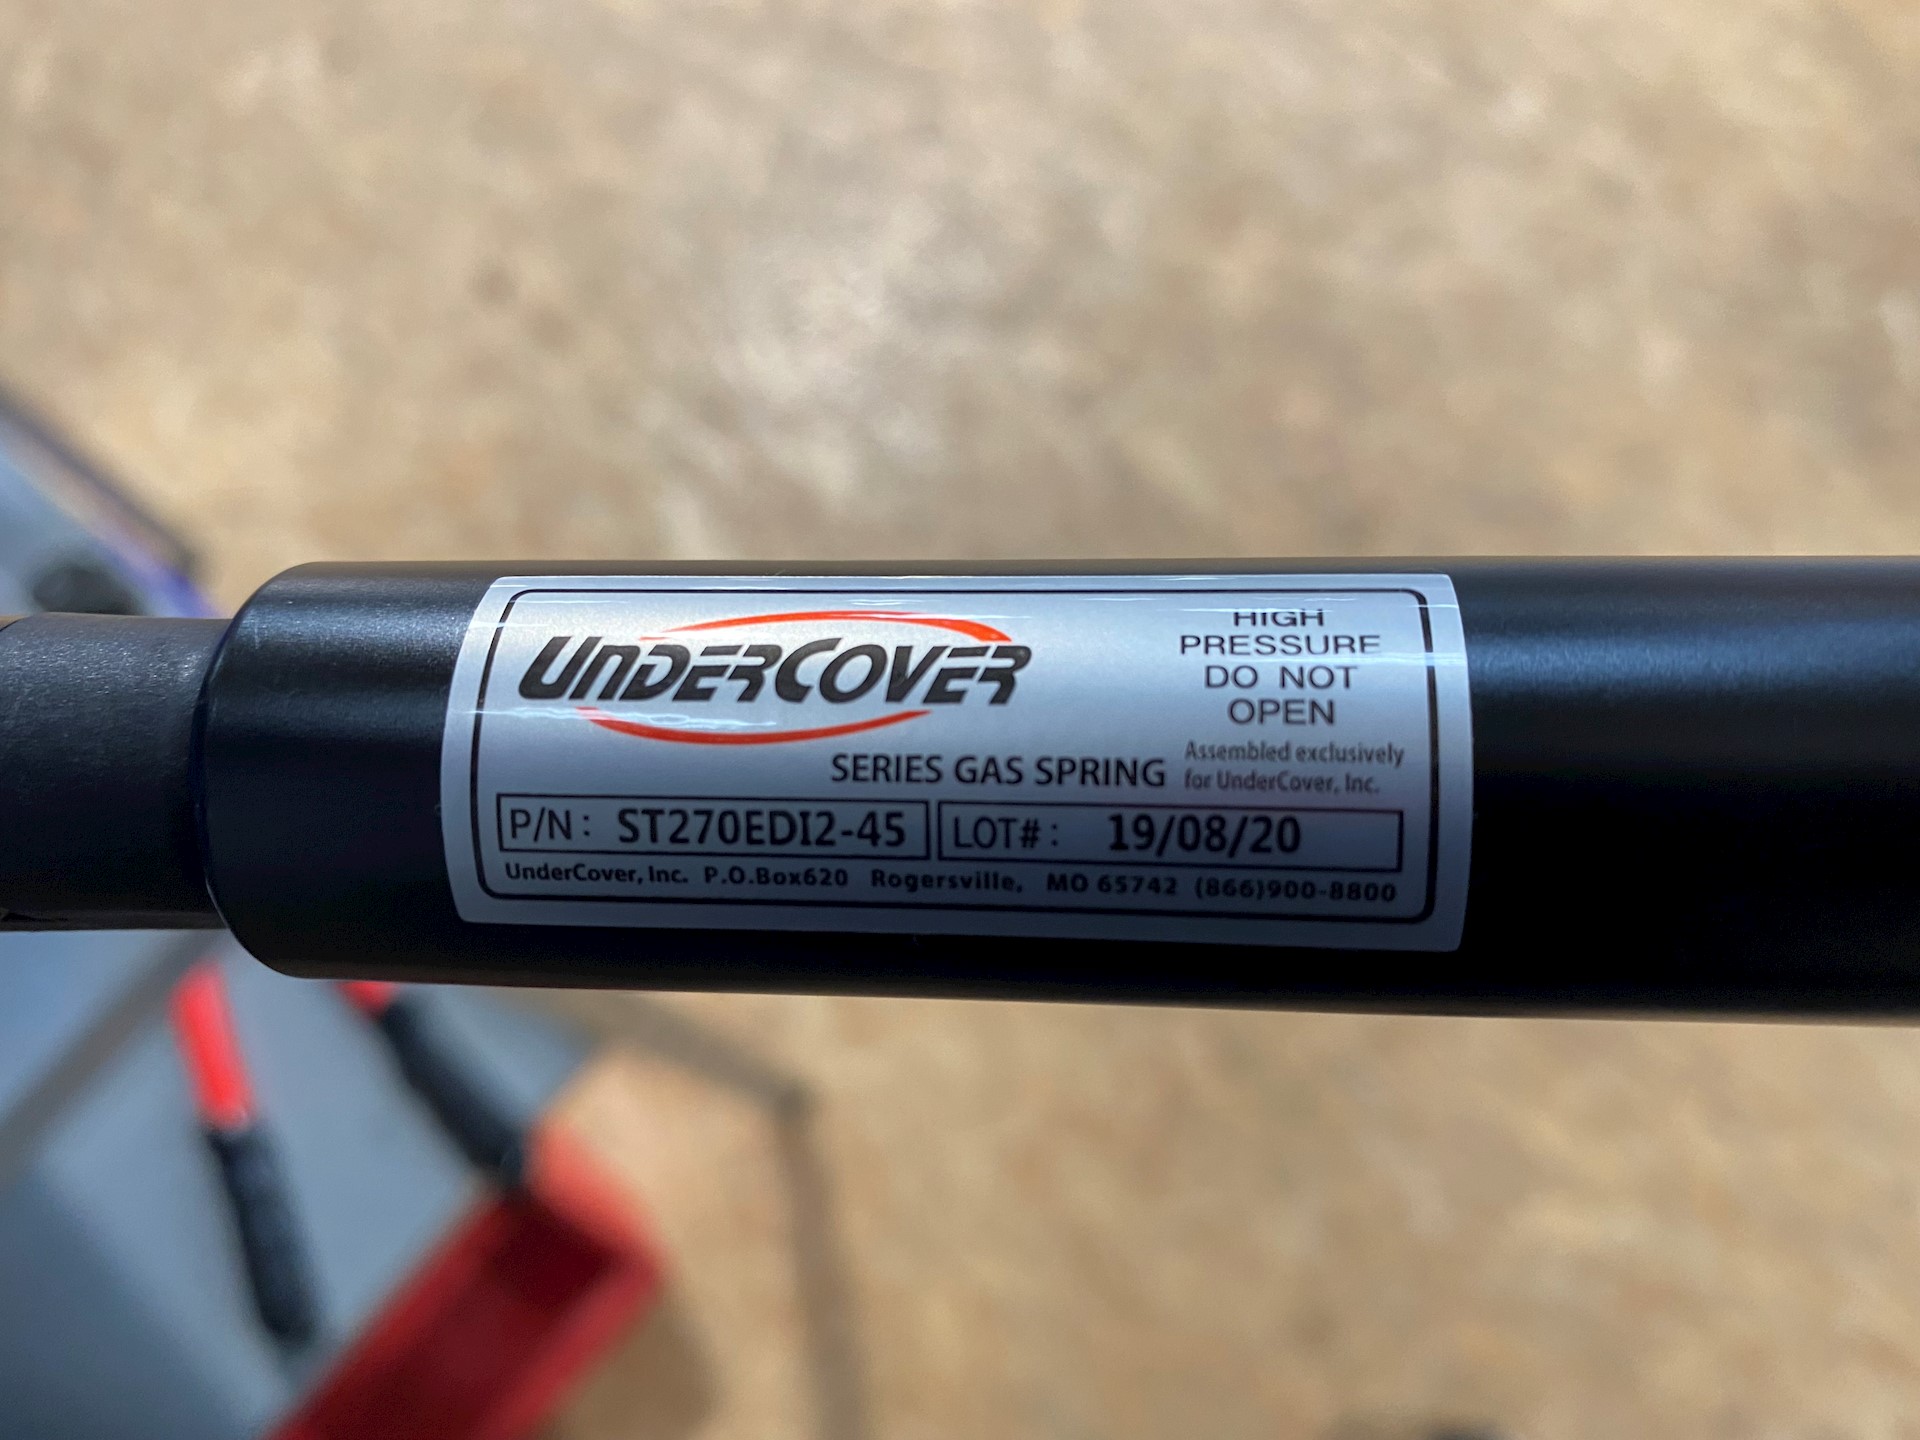 UNDERCOVER
HIGH
PRESSURE
DO NOT
OPEN
SERIES GAS SPRING
Assembled exclusively
for UnderCover, Inc.
P/N: ST270EDI2-45
LOT#: 19/08/20
UnderCover, Inc. P.O.Box620 Rogersville, MO 65742 (866)900-8800